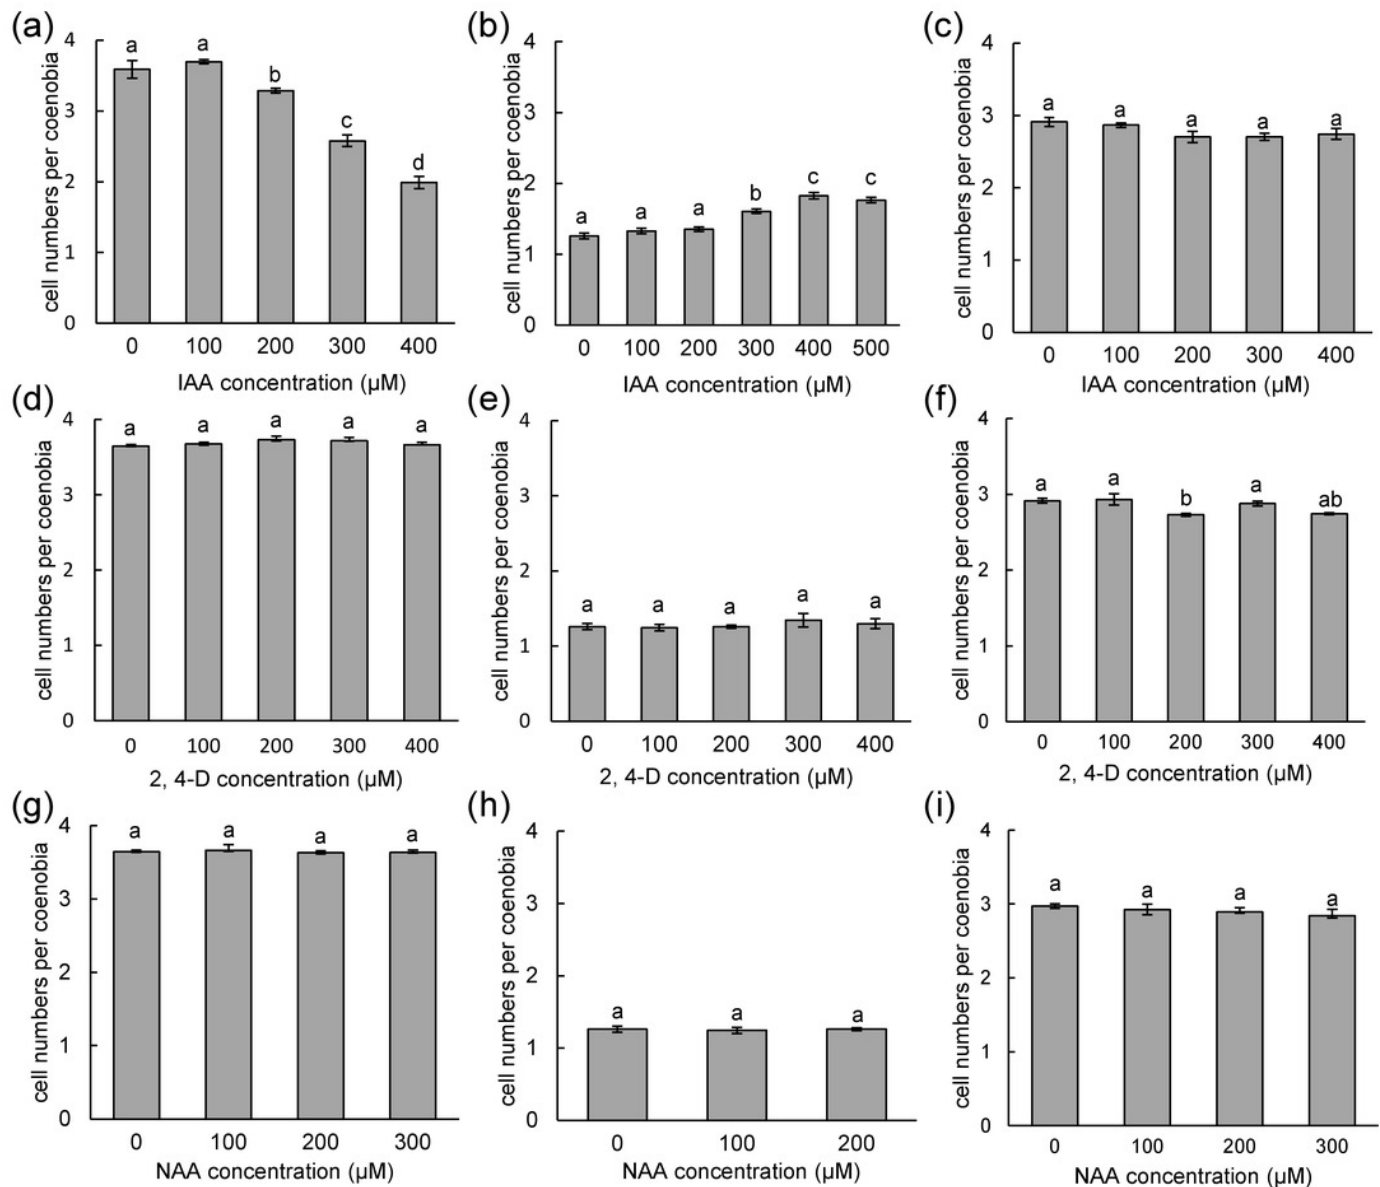 (a)
cell numbers per coenobia
4
3
2
1
0
a
a
b
c
d
0 100 200 300 400
IAA concentration (µM)
(b)
cell numbers per coenobia
4
3
2
1
0
a
a
a
b
c
c
0 100 200 300 400 500
IAA concentration (µM)
(c)
cell numbers per coenobia
4
3
2
1
0
a
a
a
a
a
0 100 200 300 400
IAA concentration (µM)
(d)
cell numbers per coenobia
4
3
2
1
0
a
a
a
a
a
0 100 200 300 400
2, 4-D concentration (µM)
(e)
cell numbers per coenobia
4
3
2
1
0
a
a
a
a
a
0 100 200 300 400
2, 4-D concentration (µM)
(f)
cell numbers per coenobia
4
3
2
1
0
a
a
b
a
ab
0 100 200 300 400
2, 4-D concentration (µM)
(g)
cell numbers per coenobia
4
3
2
1
0
a
a
a
a
0 100 200 300
NAA concentration (µM)
(h)
cell numbers per coenobia
4
3
2
1
0
a
a
a
0 100 200
NAA concentration (µM)
(i)
cell numbers per coenobia
4
3
2
1
0
a
a
a
a
0 100 200 300
NAA concentration (µM)